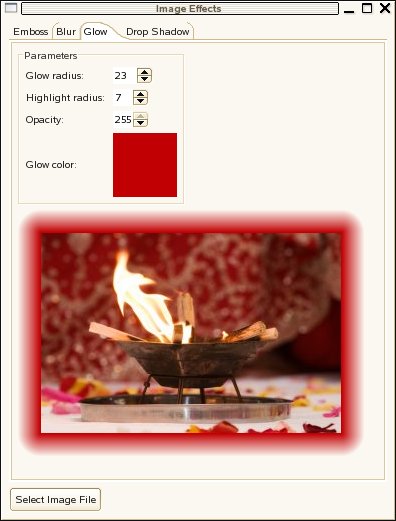 Image Effects
Emboss Blur Glow Drop Shadow
Parameters
Glow radius: 23
Highlight radius: 7
Opacity: 255
Glow color:
Select Image File